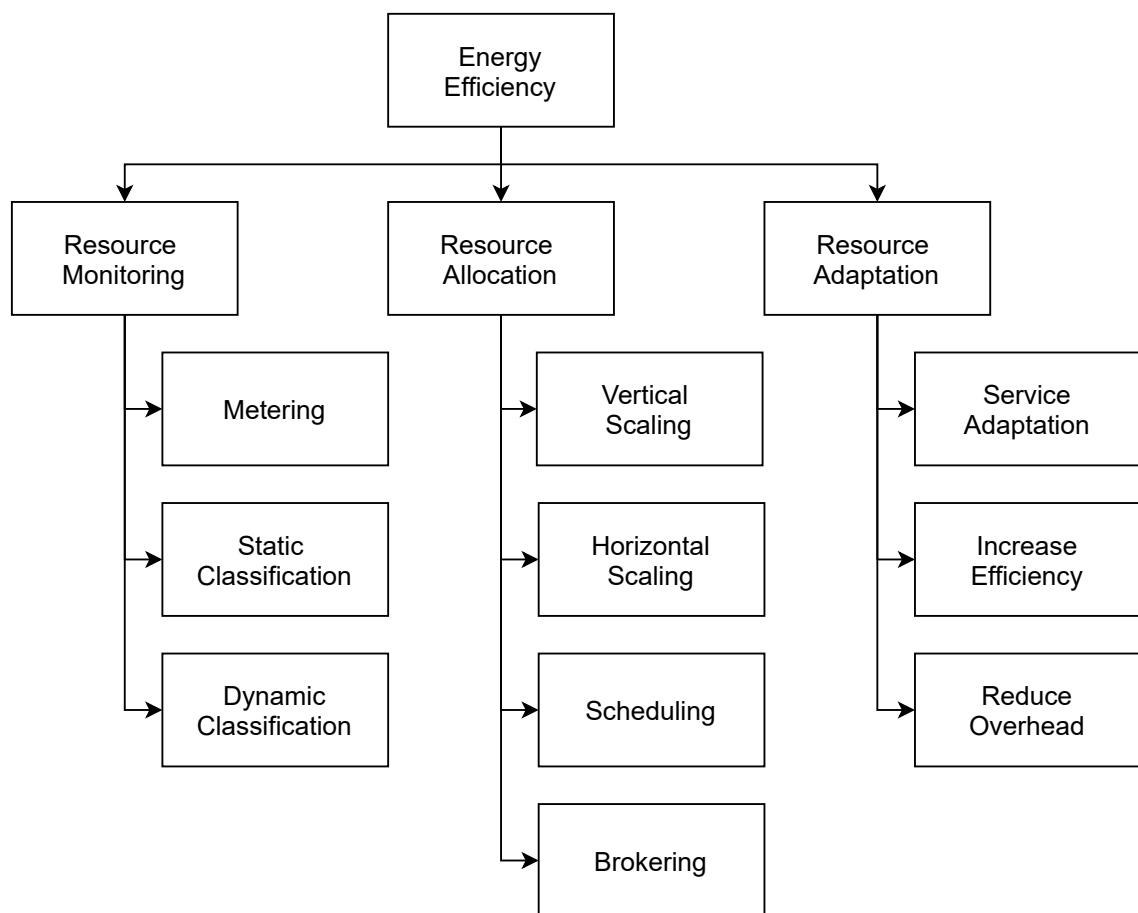 Energy
Efficiency
Resource
Monitoring
Resource
Allocation
Resource
Adaptation
Metering
Vertical
Scaling
Service
Adaptation
Static
Classification
Horizontal
Scaling
Increase
Efficiency
Dynamic
Classification
Scheduling
Reduce
Overhead
Brokering